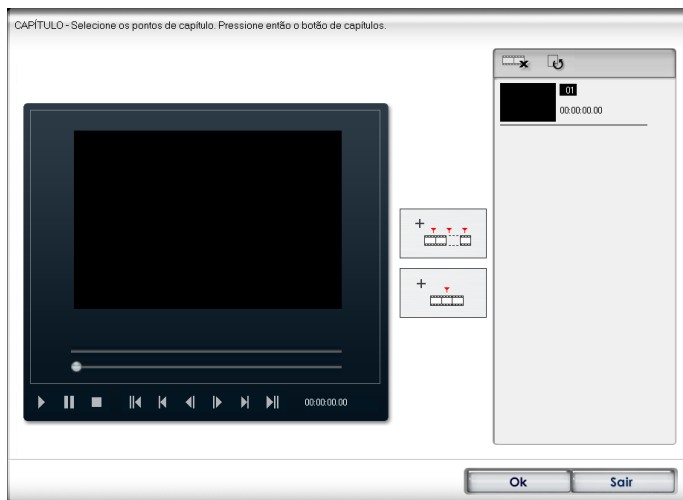 CAPÍTULO - Selecione os pontos de capítulo. Pressione então o botão de capítulos.
01
00:00:00.00
00:00:00.00
Ok
Sair